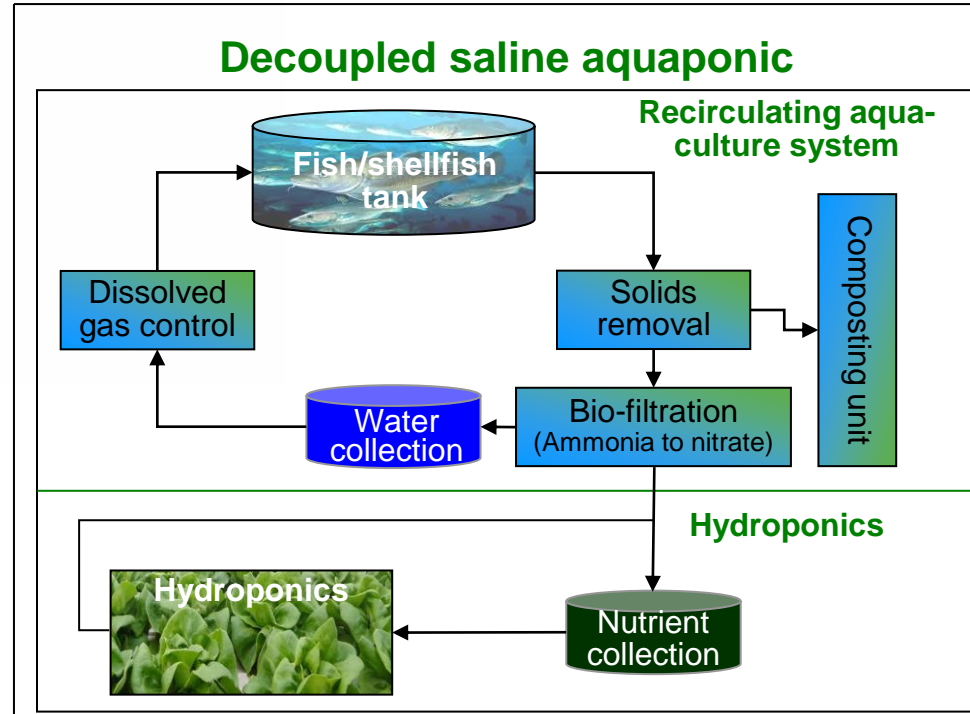 Decoupled saline aquaponic
Recirculating aqua-
culture system
Fish/shellfish
tank
Dissolved
gas control
Solids
removal
Composting unit
Water
collection
Bio-filtration
(Ammonia to nitrate)
Hydroponics
Hydroponics
Nutrient
collection